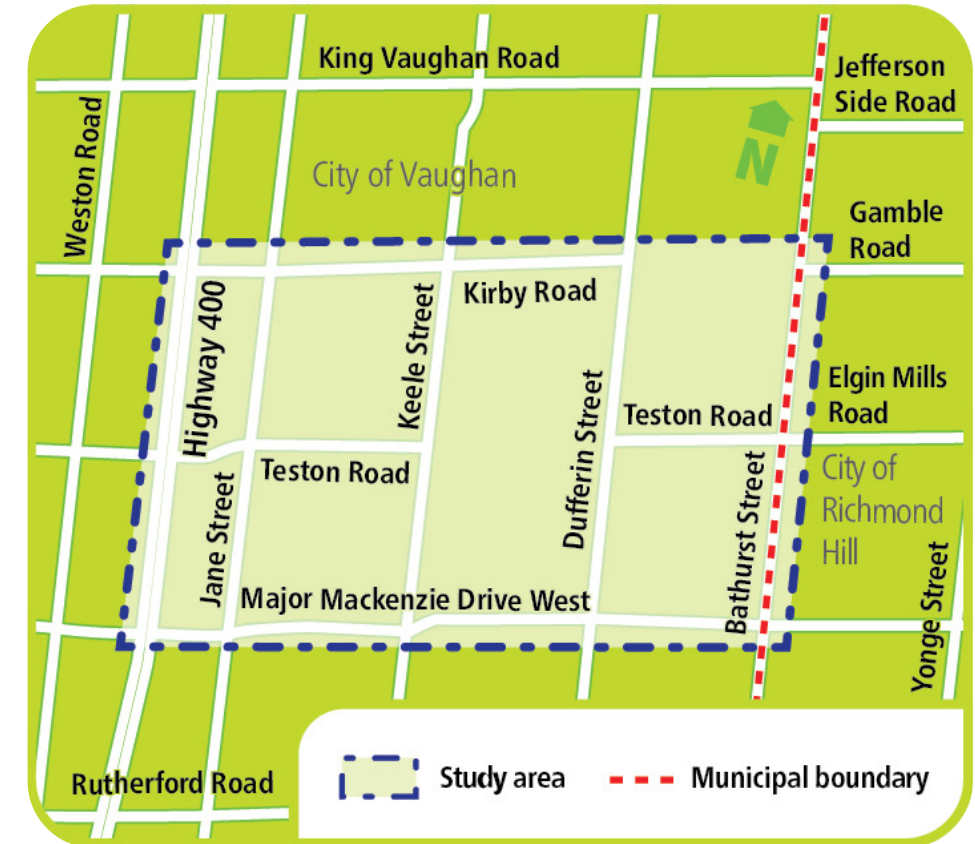 King Vaughan Road
Jefferson
Side Road
Weston Road
N
City of Vaughan
Gamble
Road
Highway 400
Kirby Road
Keele Street
Elgin Mills
Road
Dufferin Street
Teston Road
Teston Road
Jane Street
Bathurst Street
City of
Richmond
Hill
Major Mackenzie Drive West
Yonge Street
Rutherford Road
Study area
Municipal boundary